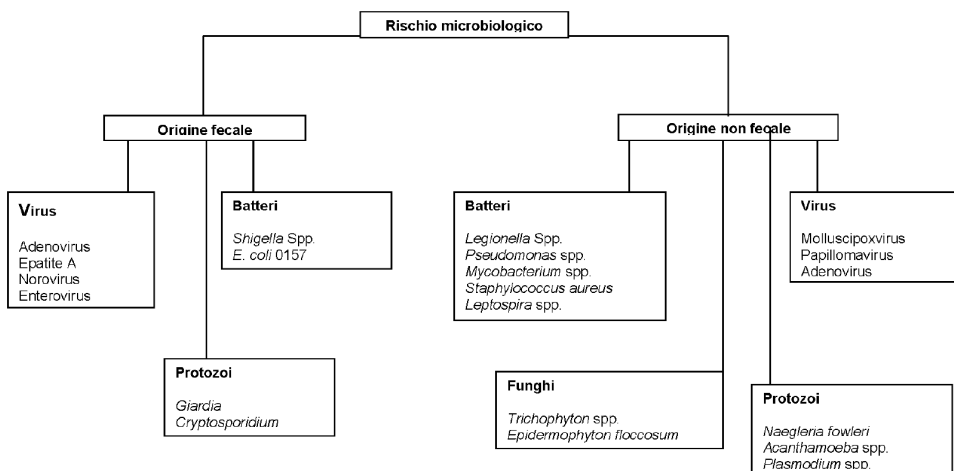 Rischio microbiologico
Origine fecale
Origine non fecale
Virus
Adenovirus
Epatite A
Norovirus
Enterovirus
Batteri
Shigella Spp.
E. coli 0157
Protozoi
Giardia
Cryptosporidium
Batteri
Legionella Spp.
Pseudomonas spp.
Mycobacterium spp.
Staphylococcus aureus
Leptospira spp.
Virus
Molluscipoxvirus
Papillomavirus
Adenovirus
Funghi
Trichophyton spp.
Epidermophyton floccosum
Protozoi
Naegleria fowleri
Acanthamoeba spp.
Plasmodium spp.